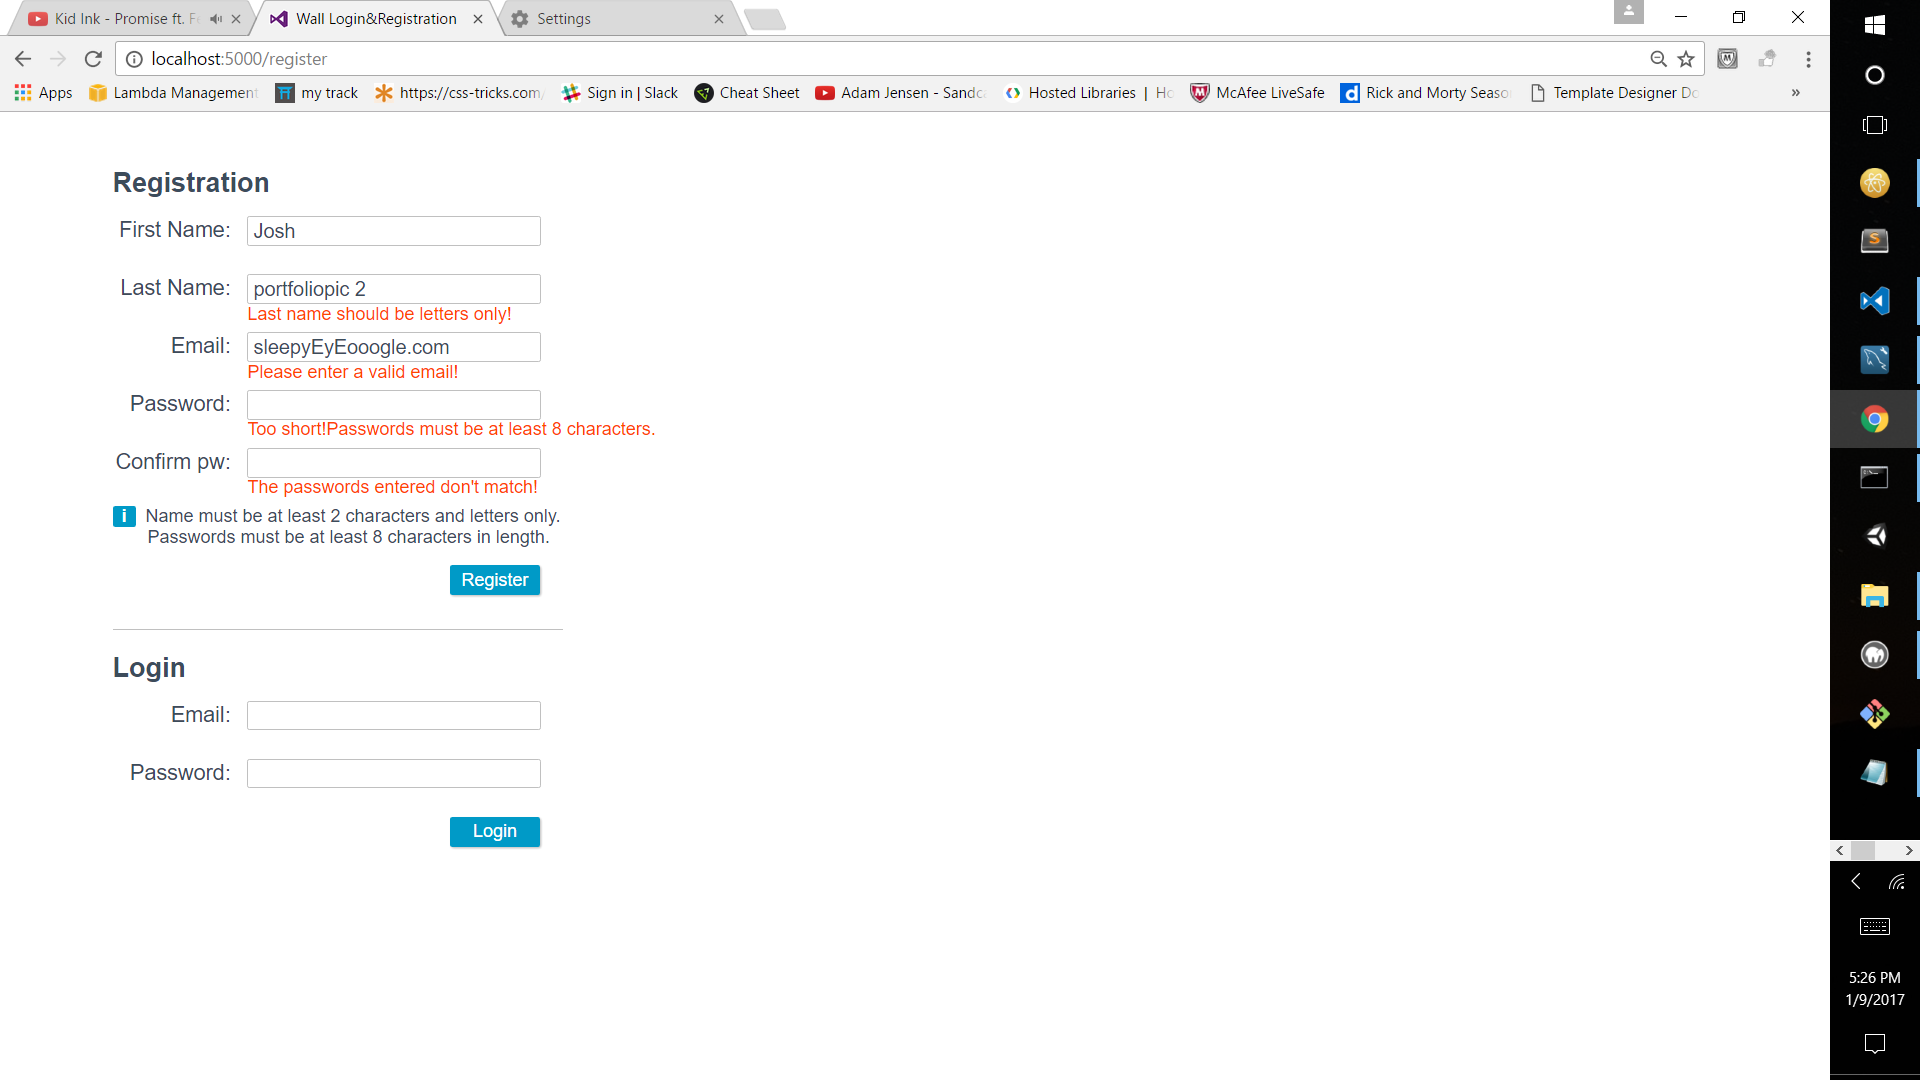 Kid Ink - Promise ft. Fe
Wall Login&Registration
Settings
localhost:5000/register
Apps
Lambda Management
my track
https://css-tricks.com/
Sign in | Slack
Cheat Sheet
Adam Jensen - Sandca
Hosted Libraries | Ho
McAfee LiveSafe
Rick and Morty Seaso
Template Designer Do
»
Registration
First Name: Josh
Last Name: portfoliopic 2
Last name should be letters only!
Email: sleepyEyEooogle.com
Please enter a valid email!
Password:
Too short!Passwords must be at least 8 characters.
Confirm pw:
The passwords entered don't match!
i Name must be at least 2 characters and letters only.
Passwords must be at least 8 characters in length.
Register
Login
Email:
Password:
Login
5:26 PM
1/9/2017